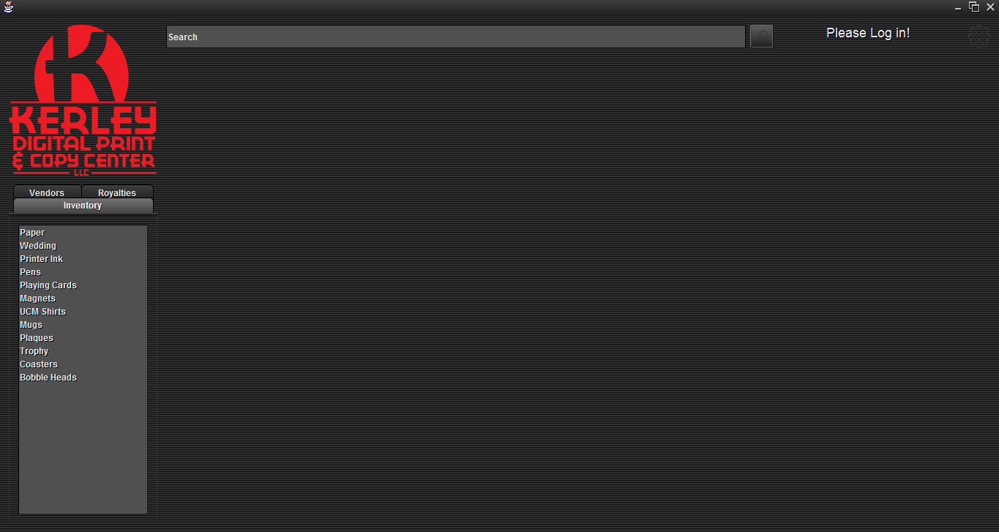 Search
Please Log in!
KERLEY
DIGITAL PRINT
& COPY CENTER
LLC
Vendors
Royalties
Inventory
Paper
Wedding
Printer Ink
Pens
Playing Cards
Magnets
UCM Shirts
Mugs
Plaques
Trophy
Coasters
Bobble Heads